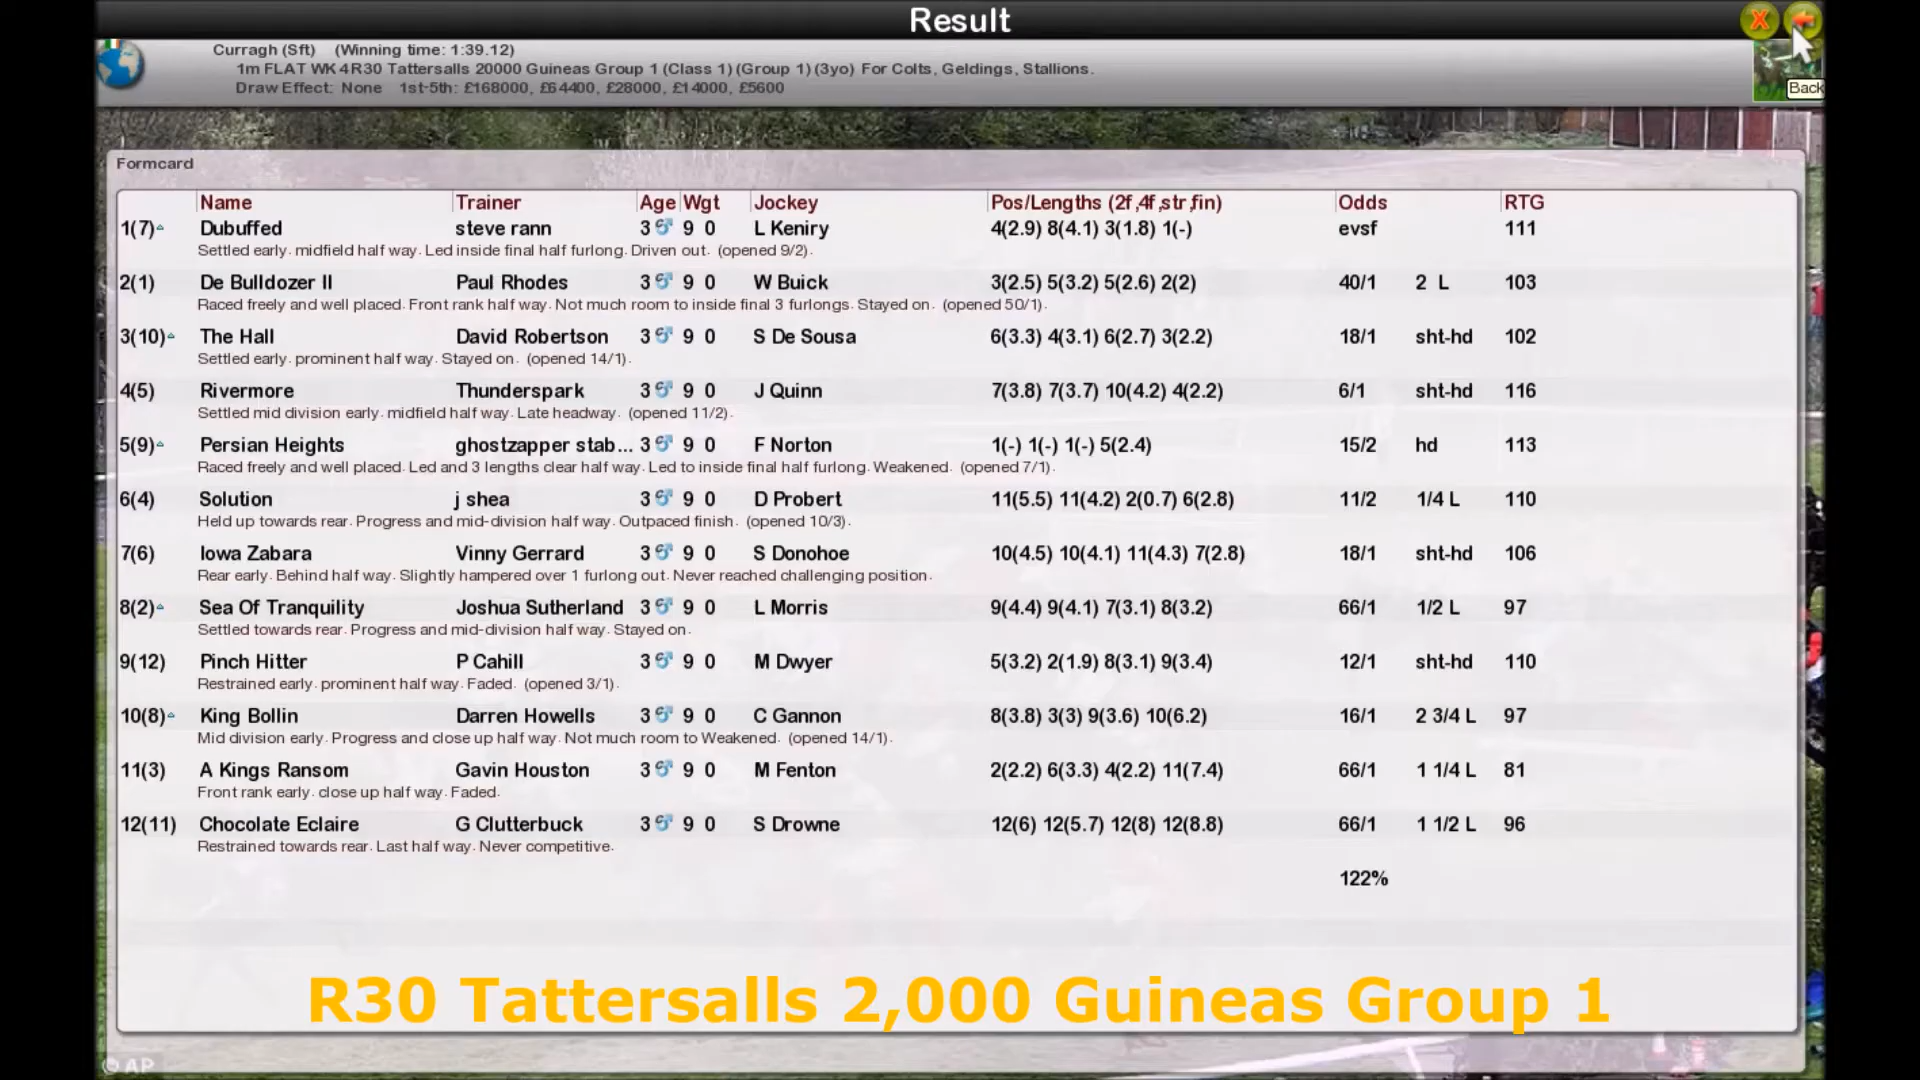 Result
Curragh (Sft) (Winning time: 1:39.12)
1m FLAT WK4R30 Tattersalls 20000 Guineas Group 1 (Class 1) (Group 1) (3yo) For Colts, Geldings, Stallions.
Draw Effect: None 1st-5th: £168000, £64400, £28000, £14000, £5600
Back
Formcard
Name Trainer Age Wgt Jockey Pos/Lengths (2f,4f,str,fin) Odds RTG
1(7) Dubuffed steve rann 3 9 0 L Keniry 4(2.9) 8(4.1) 3(1.8) 1(-) evsf 111
Settled early. midfield half way. Led inside final half furlong. Driven out. (opened 9/2).
2(1) De Bulldozer II Paul Rhodes 3 9 0 W Buick 3(2.5) 5(3.2) 5(2.6) 2(2) 40/1 2 L 103
Raced freely and well placed. Front rank half way. Not much room to inside final 3 furlongs. Stayed on. (opened 50/1).
3(10) The Hall David Robertson 3 9 0 S De Sousa 6(3.3) 4(3.1) 6(2.7) 3(2.2) 18/1 sht-hd 102
Settled early. prominent half way. Stayed on. (opened 14/1).
4(5) Rivermore Thunderspark 3 9 0 J Quinn 7(3.8) 7(3.7) 10(4.2) 4(2.2) 6/1 sht-hd 116
Settled mid division early. midfield half way. Late headway. (opened 11/2).
5(9) Persian Heights ghostzapper stab... 3 9 0 F Norton 1(-) 1(-) 1(-) 5(2.4) 15/2 hd 113
Raced freely and well placed. Led and 3 lengths clear half way. Led to inside final half furlong. Weakened. (opened 7/1).
6(4) Solution j shea 3 9 0 D Probert 11(5.5) 11(4.2) 2(0.7) 6(2.8) 11/2 1/4 L 110
Held up towards rear. Progress and mid-division half way. Outpaced finish. (opened 10/3).
7(6) Iowa Zabara Vinny Gerrard 3 9 0 S Donohoe 10(4.5) 10(4.1) 11(4.3) 7(2.8) 18/1 sht-hd 106
Rear early. Behind half way. Slightly hampered over 1 furlong out. Never reached challenging position.
8(2) Sea Of Tranquility Joshua Sutherland 3 9 0 L Morris 9(4.4) 9(4.1) 7(3.1) 8(3.2) 66/1 1/2 L 97
Settled towards rear. Progress and mid-division half way. Stayed on.
9(12) Pinch Hitter P Cahill 3 9 0 M Dwyer 5(3.2) 2(1.9) 8(3.1) 9(3.4) 12/1 sht-hd 110
Restrained early. prominent half way. Faded. (opened 3/1).
10(8) King Bollin Darren Howells 3 9 0 C Gannon 8(3.8) 3(3) 9(3.6) 10(6.2) 16/1 2 3/4 L 97
Mid division early. Progress and close up half way. Not much room to Weakened. (opened 14/1).
11(3) A Kings Ransom Gavin Houston 3 9 0 M Fenton 2(2.2) 6(3.3) 4(2.2) 11(7.4) 66/1 1 1/4 L 81
Front rank early. close up half way. Faded.
12(11) Chocolate Eclaire G Clutterbuck 3 9 0 S Drowne 12(6) 12(5.7) 12(8) 12(8.8) 66/1 1 1/2 L 96
Restrained towards rear. Last half way. Never competitive.
122%
R30 Tattersalls 2,000 Guineas Group 1
© AP